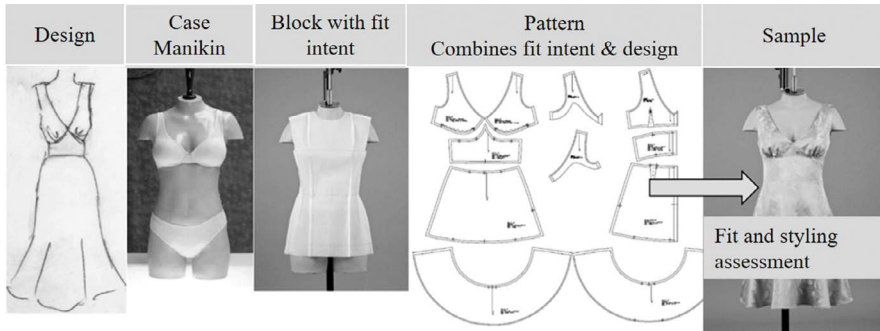 Design
Case
Manikin
Block with fit
intent
Pattern
Combines fit intent & design
Sample
Fit and styling
assessment